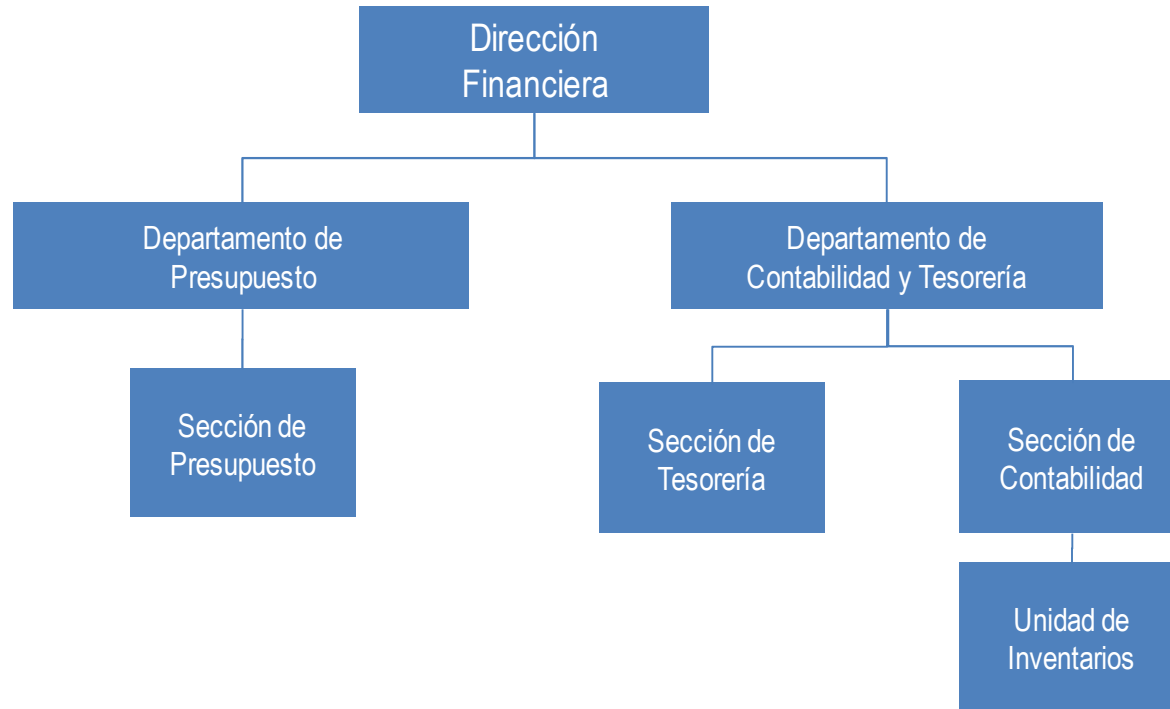 Dirección
Financiera
Departamento de
Presupuesto
Departamento de
Contabilidad y Tesorería
Sección de
Presupuesto
Sección de
Tesorería
Sección de
Contabilidad
Unidad de
Inventarios